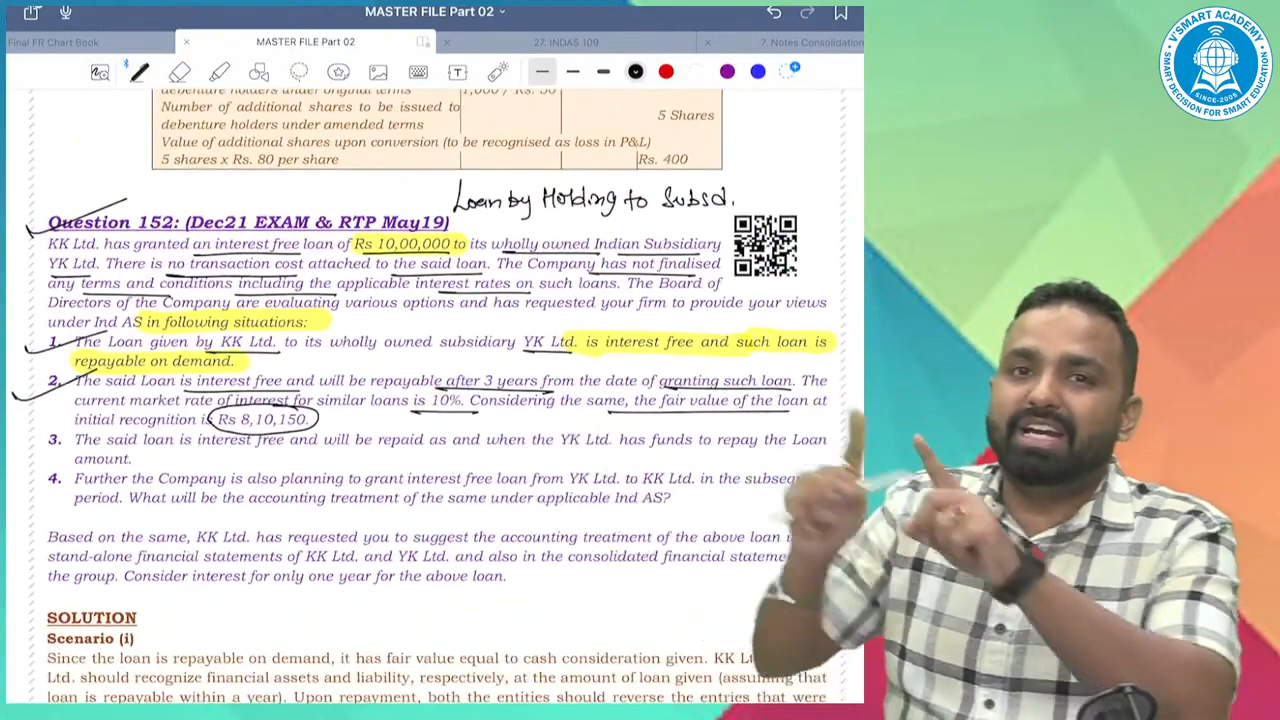 MASTER FILE Part 02
Final FR Chart Book
MASTER FILE Part 02
27. INDAS 109
7. Notes Consolidation
debenture holders under original terms 1,000 / Rs. 50
Number of additional shares to be issued to
debenture holders under amended terms 5 Shares
Value of additional shares upon conversion (to be recognised as loss in P&L)
5 shares x Rs. 80 per share Rs. 400
Loan by Holding to Subsd.
Question 152: (Dec21 EXAM & RTP May19)
KK Ltd. has granted an interest free loan of Rs 10,00,000 to its wholly owned Indian Subsidiary
YK Ltd. There is no transaction cost attached to the said loan. The Company has not finalised
any terms and conditions including the applicable interest rates on such loans. The Board of
Directors of the Company are evaluating various options and has requested your firm to provide your views
under Ind AS in following situations:
1. The Loan given by KK Ltd. to its wholly owned subsidiary YK Ltd. is interest free and such loan is
repayable on demand.
2. The said Loan is interest free and will be repayable after 3 years from the date of granting such loan. The
current market rate of interest for similar loans is 10%. Considering the same, the fair value of the loan at
initial recognition is Rs 8,10,150.
3. The said loan is interest free and will be repaid as and when the YK Ltd. has funds to repay the Loan
amount.
4. Further the Company is also planning to grant interest free loan from YK Ltd. to KK Ltd. in the subseq
period. What will be the accounting treatment of the same under applicable Ind AS?
Based on the same, KK Ltd. has requested you to suggest the accounting treatment of the above loan i
stand-alone financial statements of KK Ltd. and YK Ltd. and also in the consolidated financial stateme
the group. Consider interest for only one year for the above loan.
SOLUTION
Scenario (i)
Since the loan is repayable on demand, it has fair value equal to cash consideration given. KK Lt
Ltd. should recognize financial assets and liability, respectively, at the amount of loan given (assuming that
loan is repayable within a year). Upon repayment, both the entities should reverse the entries that were
V'SMART ACADEMY
SINCE-2008
SMART DECISION FOR SMART EDUCATION